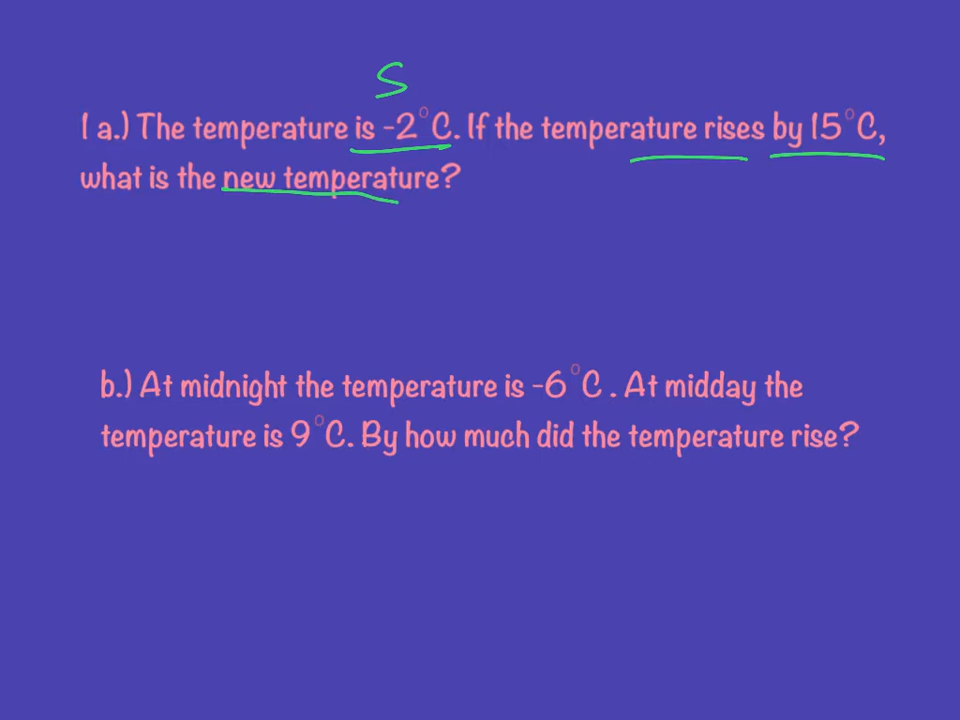 S
1 a.) The temperature is -2°C. If the temperature rises by 15°C,
what is the new temperature?
b.) At midnight the temperature is -6°C. At midday the
temperature is 9°C. By how much did the temperature rise?